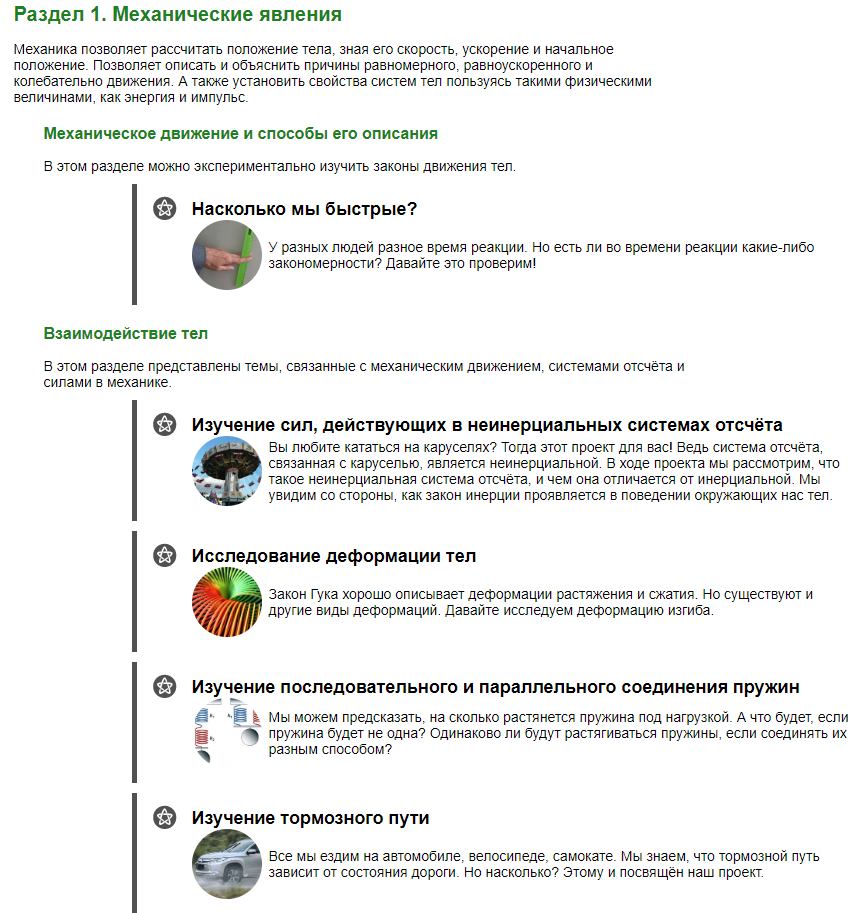 Раздел 1. Механические явления
Механика позволяет рассчитать положение тела, зная его скорость, ускорение и начальное
положение. Позволяет описать и объяснить причины равномерного, равноускоренного и
колебательно движения. А также установить свойства систем тел пользуясь такими физическими
величинами, как энергия и импульс.
Механическое движение и способы его описания
В этом разделе можно экспериментально изучить законы движения тел.
Насколько мы быстрые?
У разных людей разное время реакции. Но есть ли во времени реакции какие-либо
закономерности? Давайте это проверим!
Взаимодействие тел
В этом разделе представлены темы, связанные с механическим движением, системами отсчёта и
силами в механике.
Изучение сил, действующих в неинерциальных системах отсчёта
Вы любите кататься на каруселях? Тогда этот проект для вас! Ведь система отсчёта,
связанная с каруселью, является неинерциальной. В ходе проекта мы рассмотрим, что
такое неинерциальная система отсчёта, и чем она отличается от инерциальной. Мы
увидим со стороны, как закон инерции проявляется в поведении окружающих нас тел.
Исследование деформации тел
Закон Гука хорошо описывает деформации растяжения и сжатия. Но существуют и
другие виды деформаций. Давайте исследуем деформацию изгиба.
Изучение последовательного и параллельного соединения пружин
Мы можем предсказать, на сколько растянется пружина под нагрузкой. А что будет, если
пружина будет не одна? Одинаково ли будут растягиваться пружины, если соединять их
разным способом?
Изучение тормозного пути
Все мы ездим на автомобиле, велосипеде, самокате. Мы знаем, что тормозной путь
зависит от состояния дороги. Но насколько? Этому и посвящён наш проект.